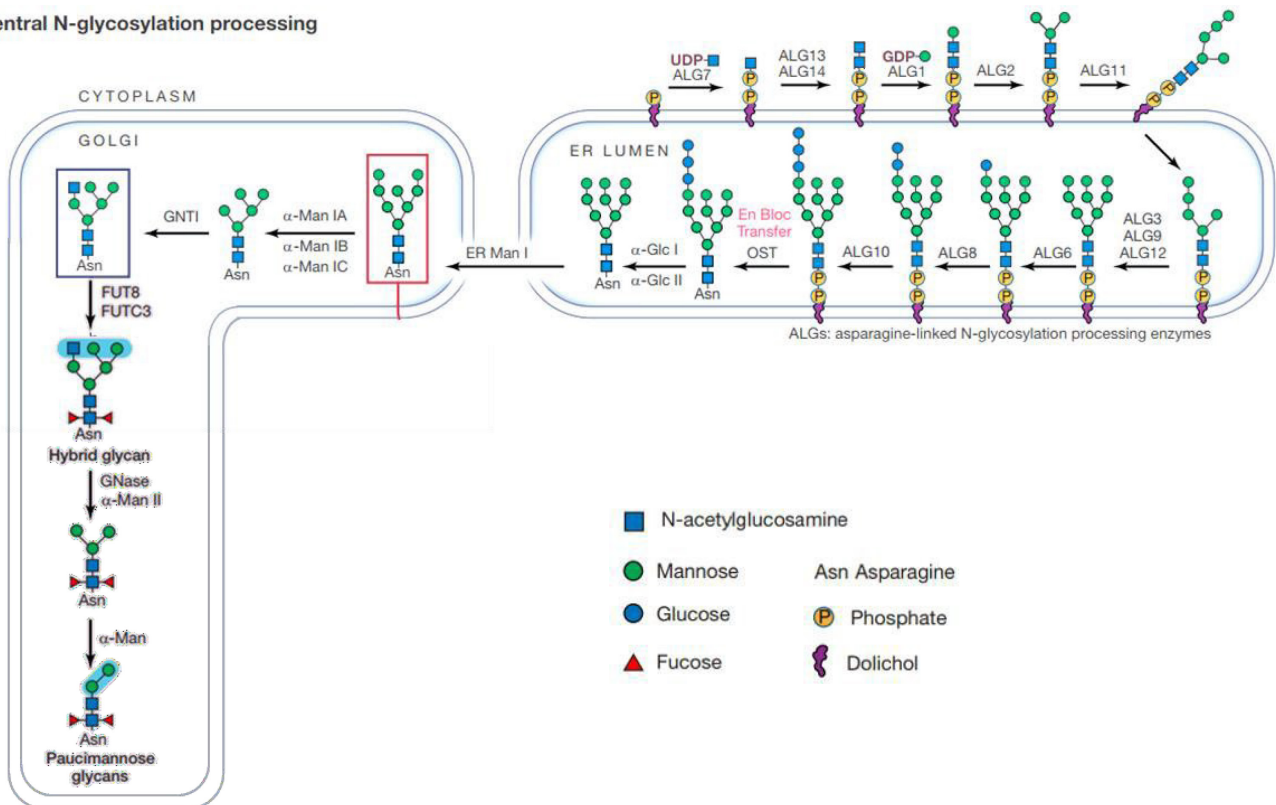 entral N-glycosylation processing
CYTOPLASM
GOLGI
Asn
GNTI
Asn
α-Man IA
α-Man IB
α-Man IC
Asn
ER Man I
FUT8
FUTC3
Asn
Hybrid glycan
GNase
α-Man II
Asn
α-Man
Asn
Paucimannose
glycans
UDP
ALG7
ALG13
ALG14
GDP
ALG1
ALG2
ALG11
P
P
P
P
P
P
P
P
P
P
P
ER LUMEN
Asn
α-Glc I
α-Glc II
Asn
En Bloc
Transfer
OST
ALG10
ALG8
ALG6
ALG3
ALG9
ALG12
P
P
P
P
P
P
P
P
P
P
ALGs: asparagine-linked N-glycosylation processing enzymes
N-acetylglucosamine
Mannose
Asn Asparagine
Glucose
P Phosphate
Fucose
Dolichol